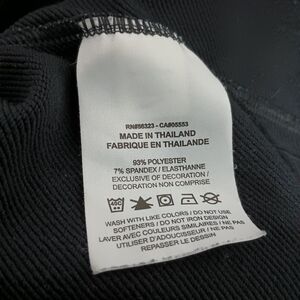 RN#56323 - CA#05553
MADE IN THAILAND
FABRIQUE EN THAILANDE
93% POLYESTER
7% SPANDEX / ELASTHANNE
EXCLUSIVE OF DECORATION
/ DECORATION NON COMPRISE
WASH WITH LIKE COLORS / DO NOT USE
SOFTENERS / DO NOT IRON DESIGN
LAVER AVEC COULEURS SIMILAIRES / NE PAS
UTILISER D'ADOUCISSEUR / NE PAS
REPASSER LE DESSIN